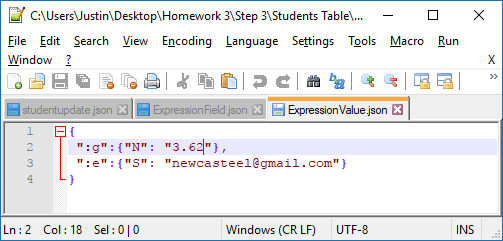 C:\Users\Justin\Desktop\Homework 3\Step 3\Students Table\...
File Edit Search View Encoding Language Settings Tools Macro Run
Window ? X
studentupdate.json ExpressionField.json ExpressionValue.json
1 {
2 ":g":{"N": "3.62"},
3 ":e":{"S": "newcasteel@gmail.com"}
4 }
Ln : 2 Col : 18 Sel : 0 | 0 Windows (CR LF) UTF-8 INS